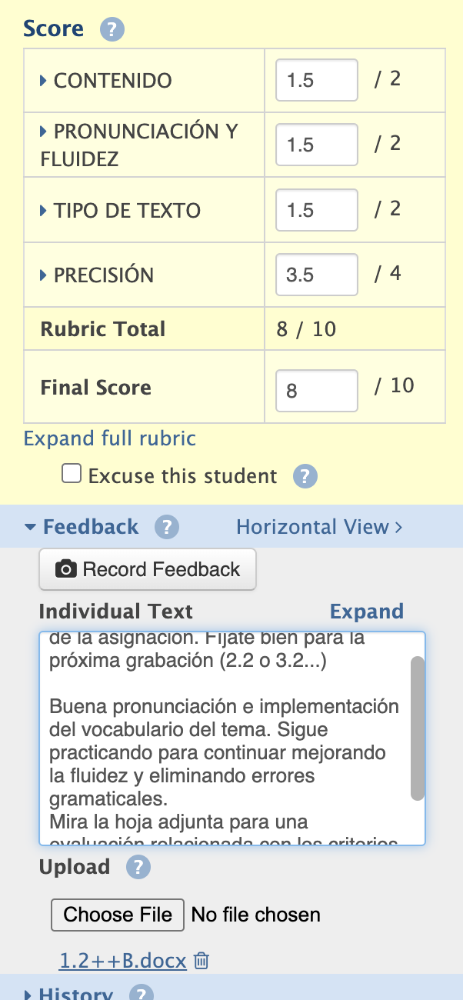 Score ?
CONTENIDO 1.5 / 2
PRONUNCIACIÓN Y
FLUIDEZ 1.5 / 2
TIPO DE TEXTO 1.5 / 2
PRECISIÓN 3.5 / 4
Rubric Total 8 / 10
Final Score 8 / 10
Expand full rubric
Excuse this student ?
Feedback ? Horizontal View >
Record Feedback
Individual Text Expand
de la asignación. Fíjate bien para la
próxima grabación (2.2 o 3.2...)
Buena pronunciación e implementación
del vocabulario del tema. Sigue
practicando para continuar mejorando
la fluidez y eliminando errores
gramaticales.
Mira la hoja adjunta para una
evaluación relacionada con los criterios
Upload ?
Choose File No file chosen
1.2++B.docx
History ?